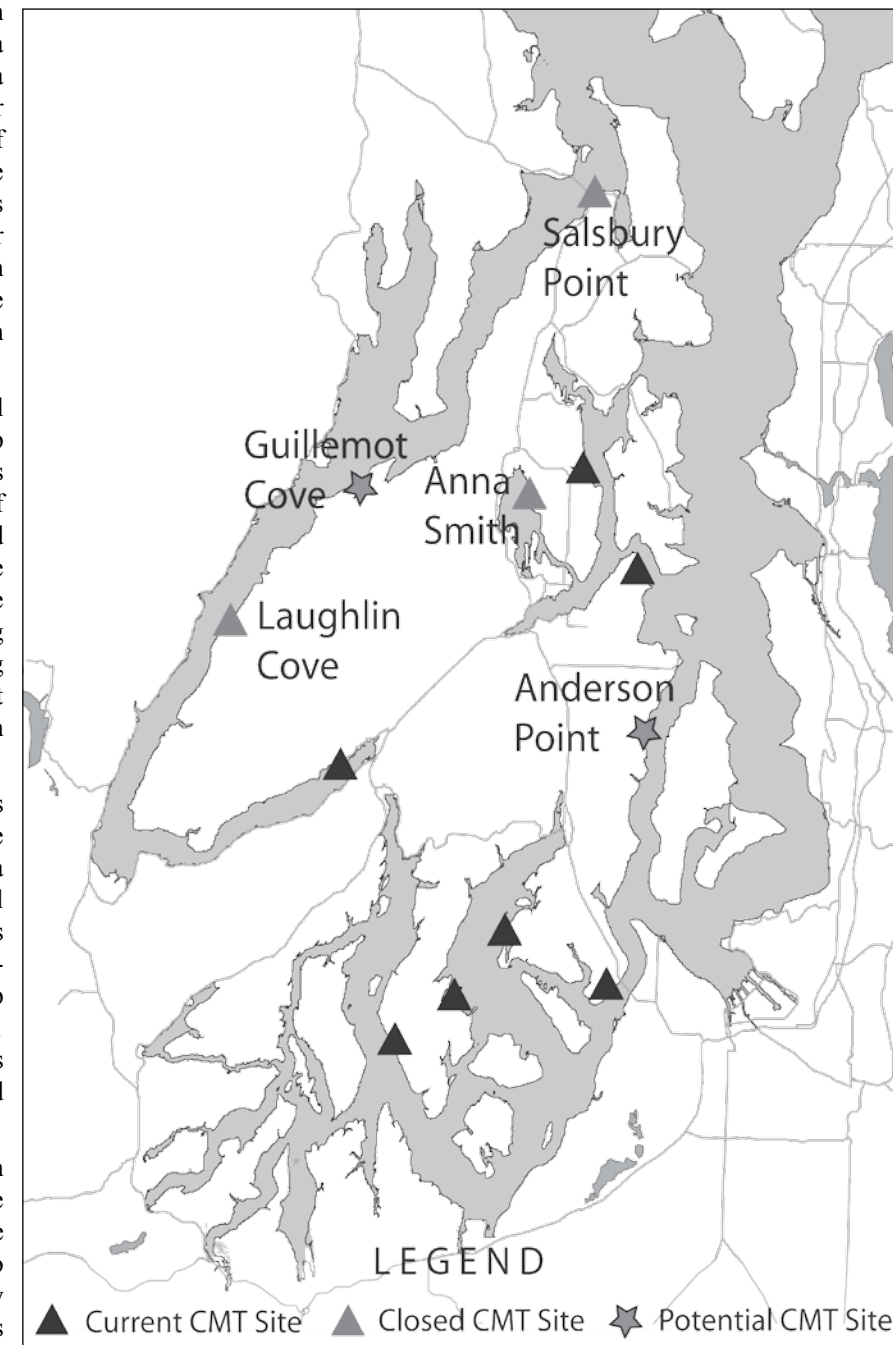 Salsbury
Point
Guillemot
Cove
Anna
Smith
Laughlin
Cove
Anderson
Point
LEGEND
Current CMT Site
Closed CMT Site
Potential CMT Site